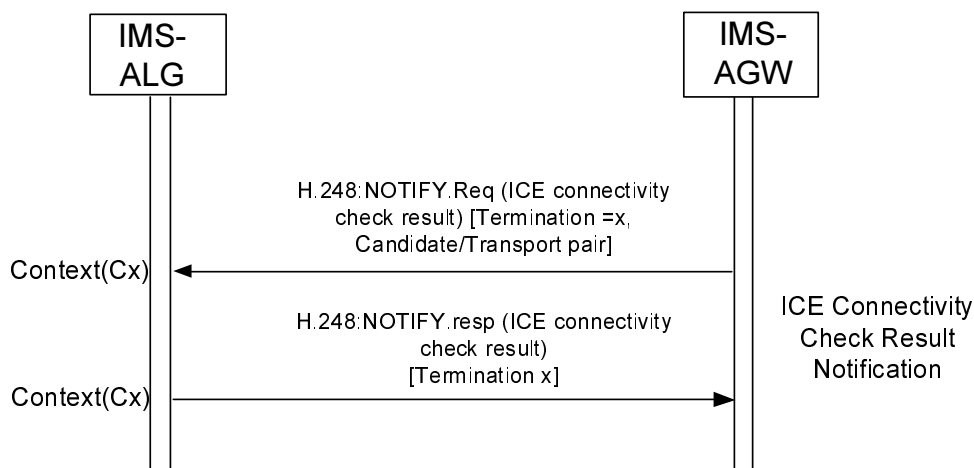 IMS-
ALG
IMS-
AGW
H.248:NOTIFY.Req (ICE connectivity
check result) [Termination =x,
Candidate/Transport pair]
Context(Cx)
H.248:NOTIFY.resp (ICE connectivity
check result)
[Termination x]
Context(Cx)
ICE Connectivity
Check Result
Notification